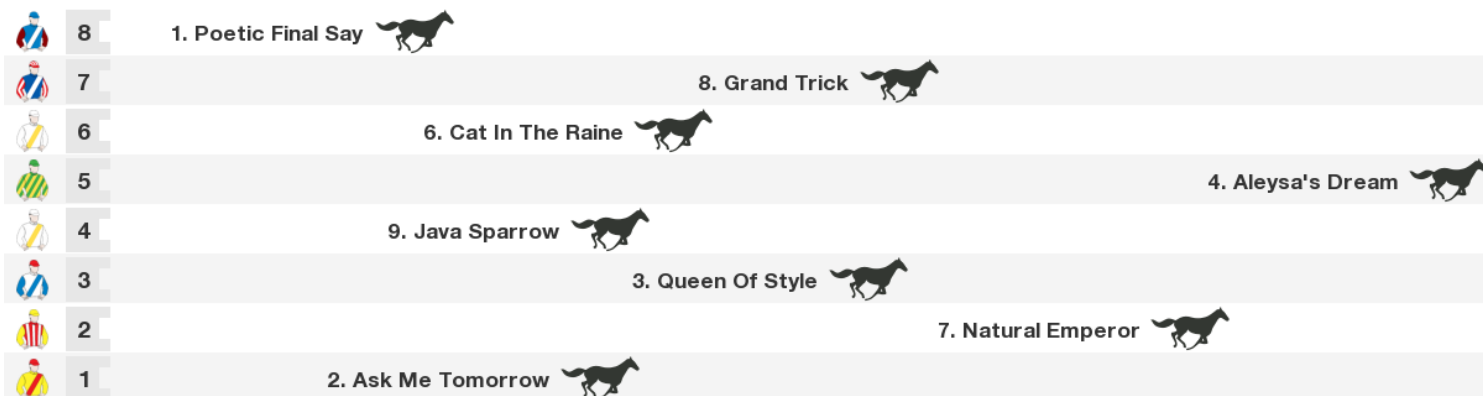 8 1. Poetic Final Say
7 8. Grand Trick
6 6. Cat In The Raine
5 4. Aleysa's Dream
4 9. Java Sparrow
3 3. Queen Of Style
2 7. Natural Emperor
1 2. Ask Me Tomorrow